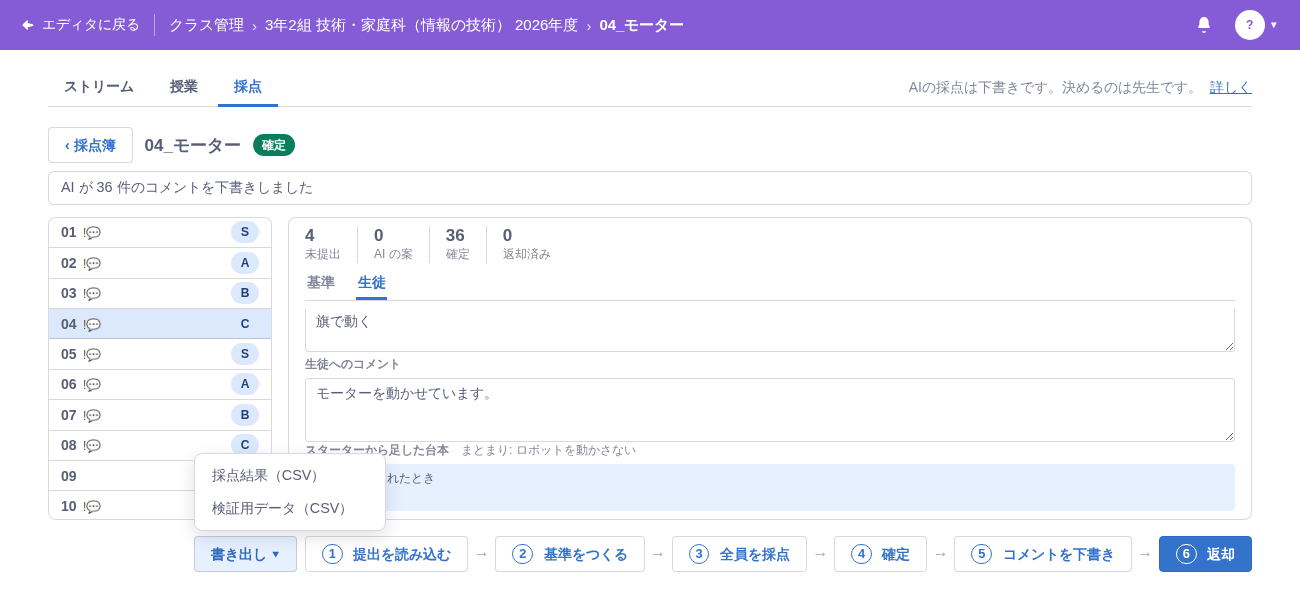 エディタに戻る
クラス管理 › 3年2組 技術・家庭科（情報の技術） 2026年度 › 04_モーター
?
ストリーム 授業 採点
AIの採点は下書きです。決めるのは先生です。 詳しく
‹ 採点簿 04_モーター 確定
AI が 36 件のコメントを下書きしました
01 S
02 A
03 B
04 C
05 S
06 A
07 B
08 C
09
10
4 0 36 0
未提出 AI の案 確定 返却済み
基準 生徒
旗で動く
生徒へのコメント
モーターを動かせています。
スターターから足した台本 まとまり: ロボットを動かさない
れたとき
採点結果（CSV）
検証用データ（CSV）
書き出し ▼ 1 提出を読み込む → 2 基準をつくる → 3 全員を採点 → 4 確定 → 5 コメントを下書き → 6 返却